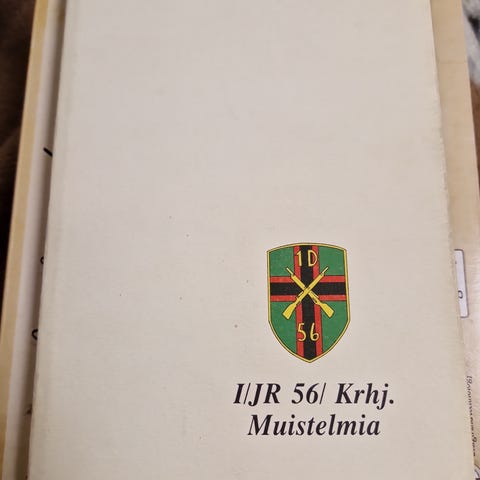 1D
56
I/JR 56/ Krhj.
Muistelmia